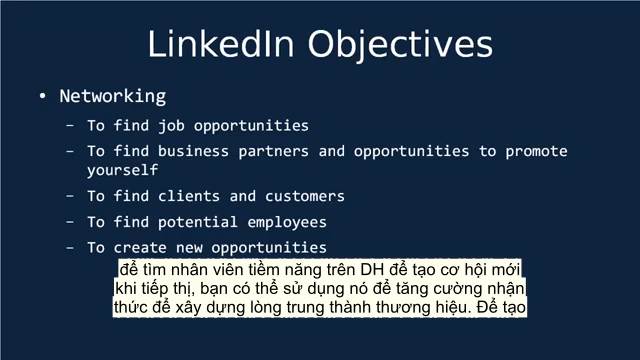 LinkedIn Objectives
• Networking
– To find job opportunities
– To find business partners and opportunities to promote
yourself
– To find clients and customers
– To find potential employees
– To create new opportunities
để tìm nhân viên tiềm năng trên DH để tạo cơ hội mới
khi tiếp thị, bạn có thể sử dụng nó để tăng cường nhận
thức để xây dựng lòng trung thành thương hiệu. Để tạo